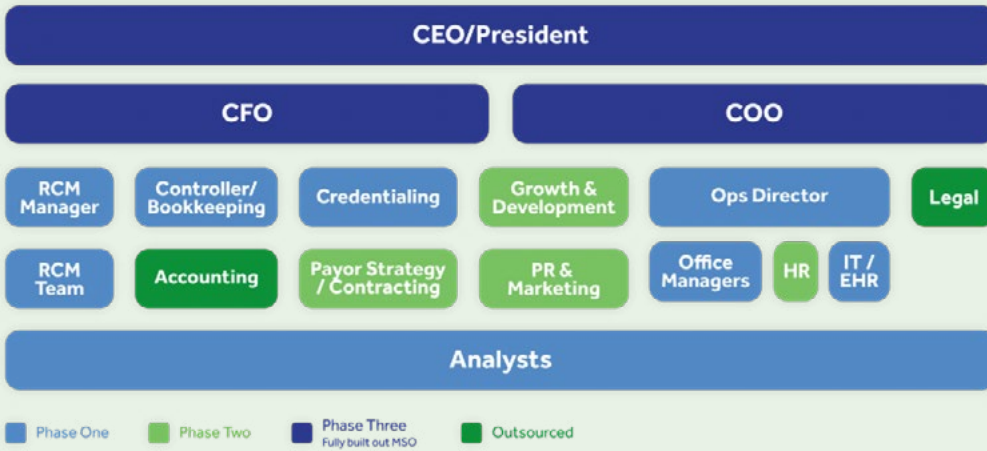 CEO/President
CFO
COO
RCM
Manager
Controller/
Bookkeeping
Credentialing
Growth &
Development
Ops Director
Legal
RCM
Team
Accounting
Payor Strategy
/ Contracting
PR &
Marketing
Office
Managers
HR
IT /
EHR
Analysts
Phase One
Phase Two
Phase Three
Fully built out MSO
Outsourced